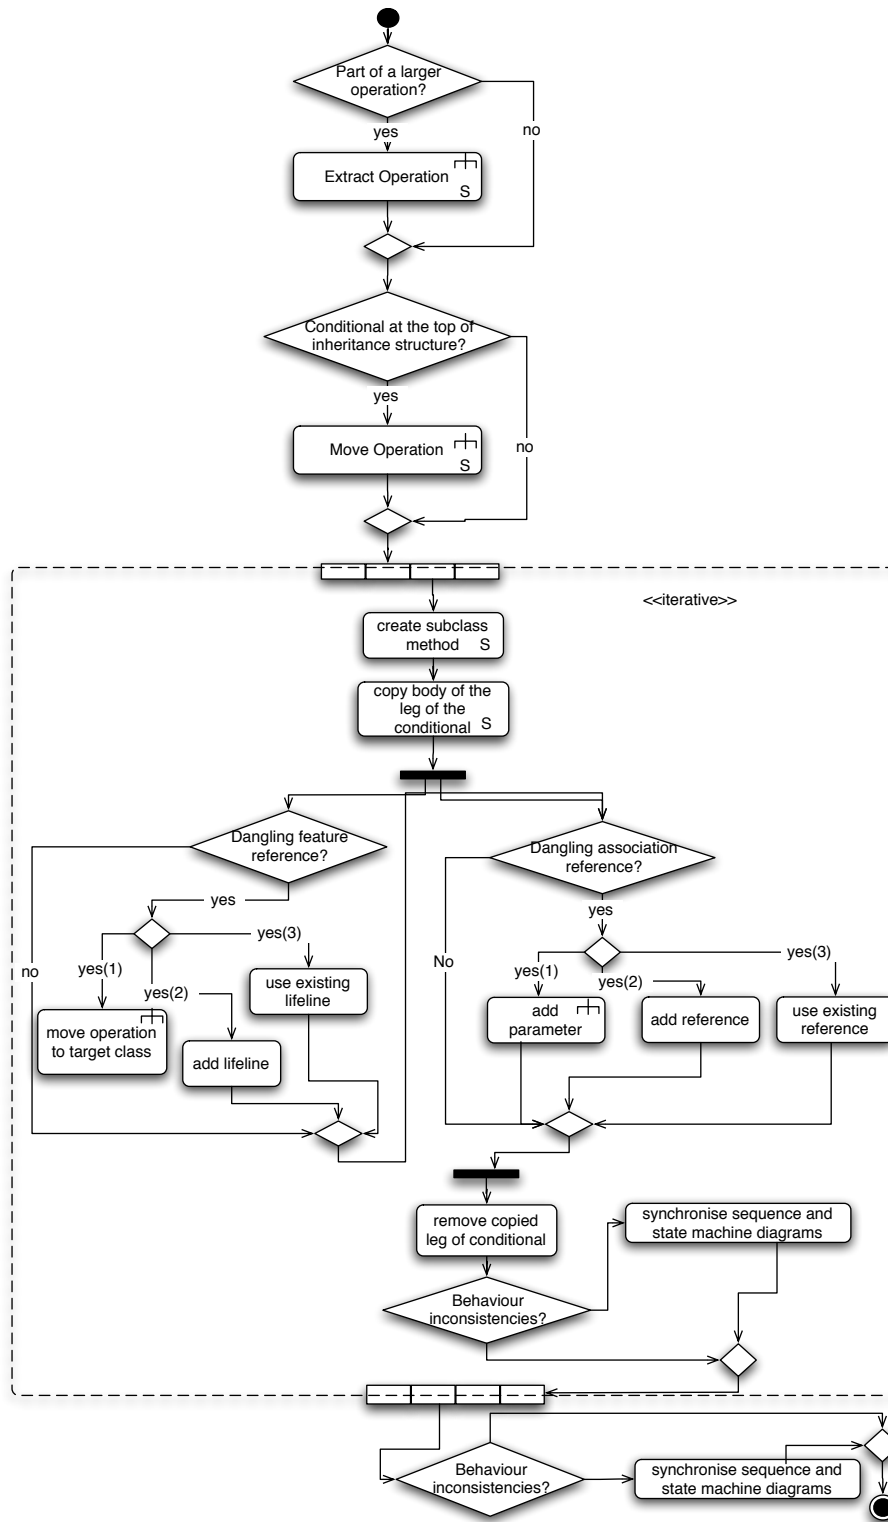 Part of a larger
operation?
yes
no
Extract Operation
S
Conditional at the top of
inheritance structure?
yes
no
Move Operation
S
<<iterative>>
create subclass
method S
copy body of the
leg of the
conditional S
Dangling feature
reference?
Dangling association
reference?
yes
yes
no
yes(1)
yes(2)
yes(3)
No
yes(1)
yes(2)
yes(3)
use existing
lifeline
move operation
to target class
add lifeline
add
parameter
add reference
use existing
reference
remove copied
leg of conditional
synchronise sequence and
state machine diagrams
Behaviour
inconsistencies?
Behaviour
inconsistencies?
synchronise sequence and
state machine diagrams